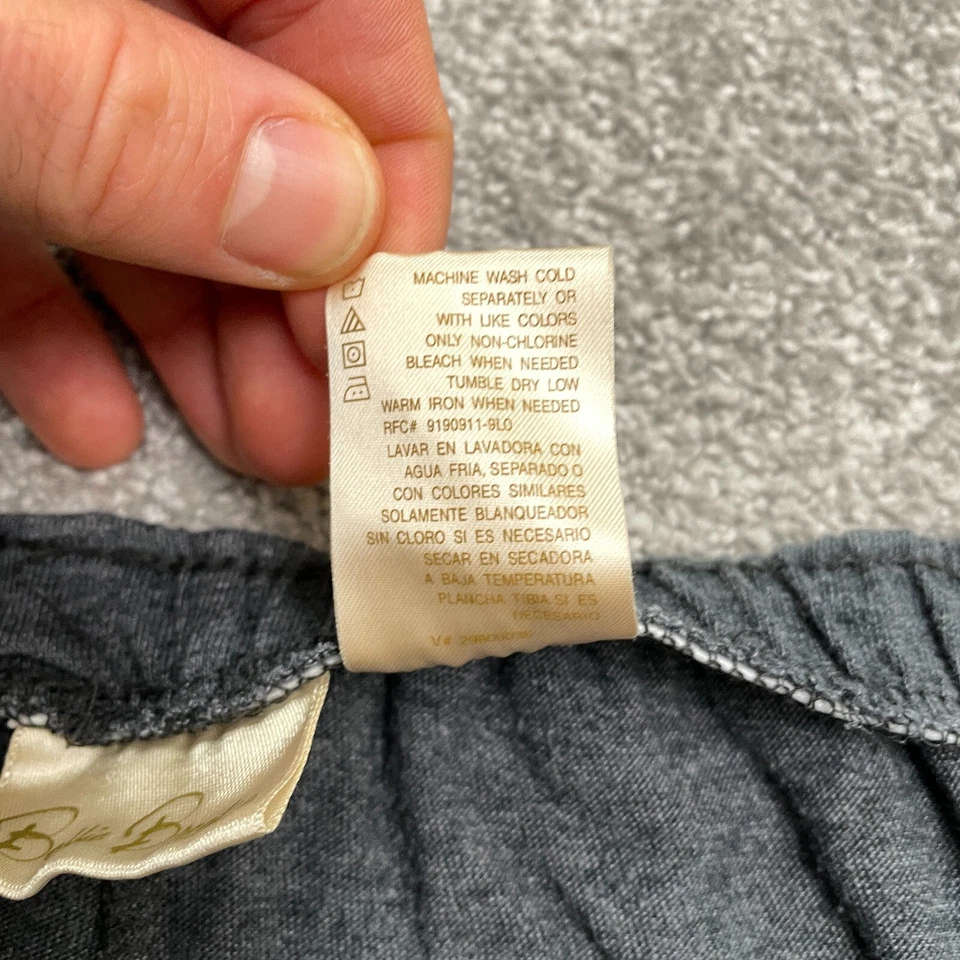 MACHINE WASH COLD
SEPARATELY OR
WITH LIKE COLORS
ONLY NON-CHLORINE
BLEACH WHEN NEEDED
TUMBLE DRY LOW
WARM IRON WHEN NEEDED
RFC# 9190911-9L0
LAVAR EN LAVADORA CON
AGUA FRIA, SEPARADO O
CON COLORES SIMILARES
SOLAMENTE BLANQUEADOR
SIN CLORO SI ES NECESARIO
SECAR EN SECADORA
A BAJA TEMPERATURA
PLANCHA TIBIA SI ES
NECESARIO
V#